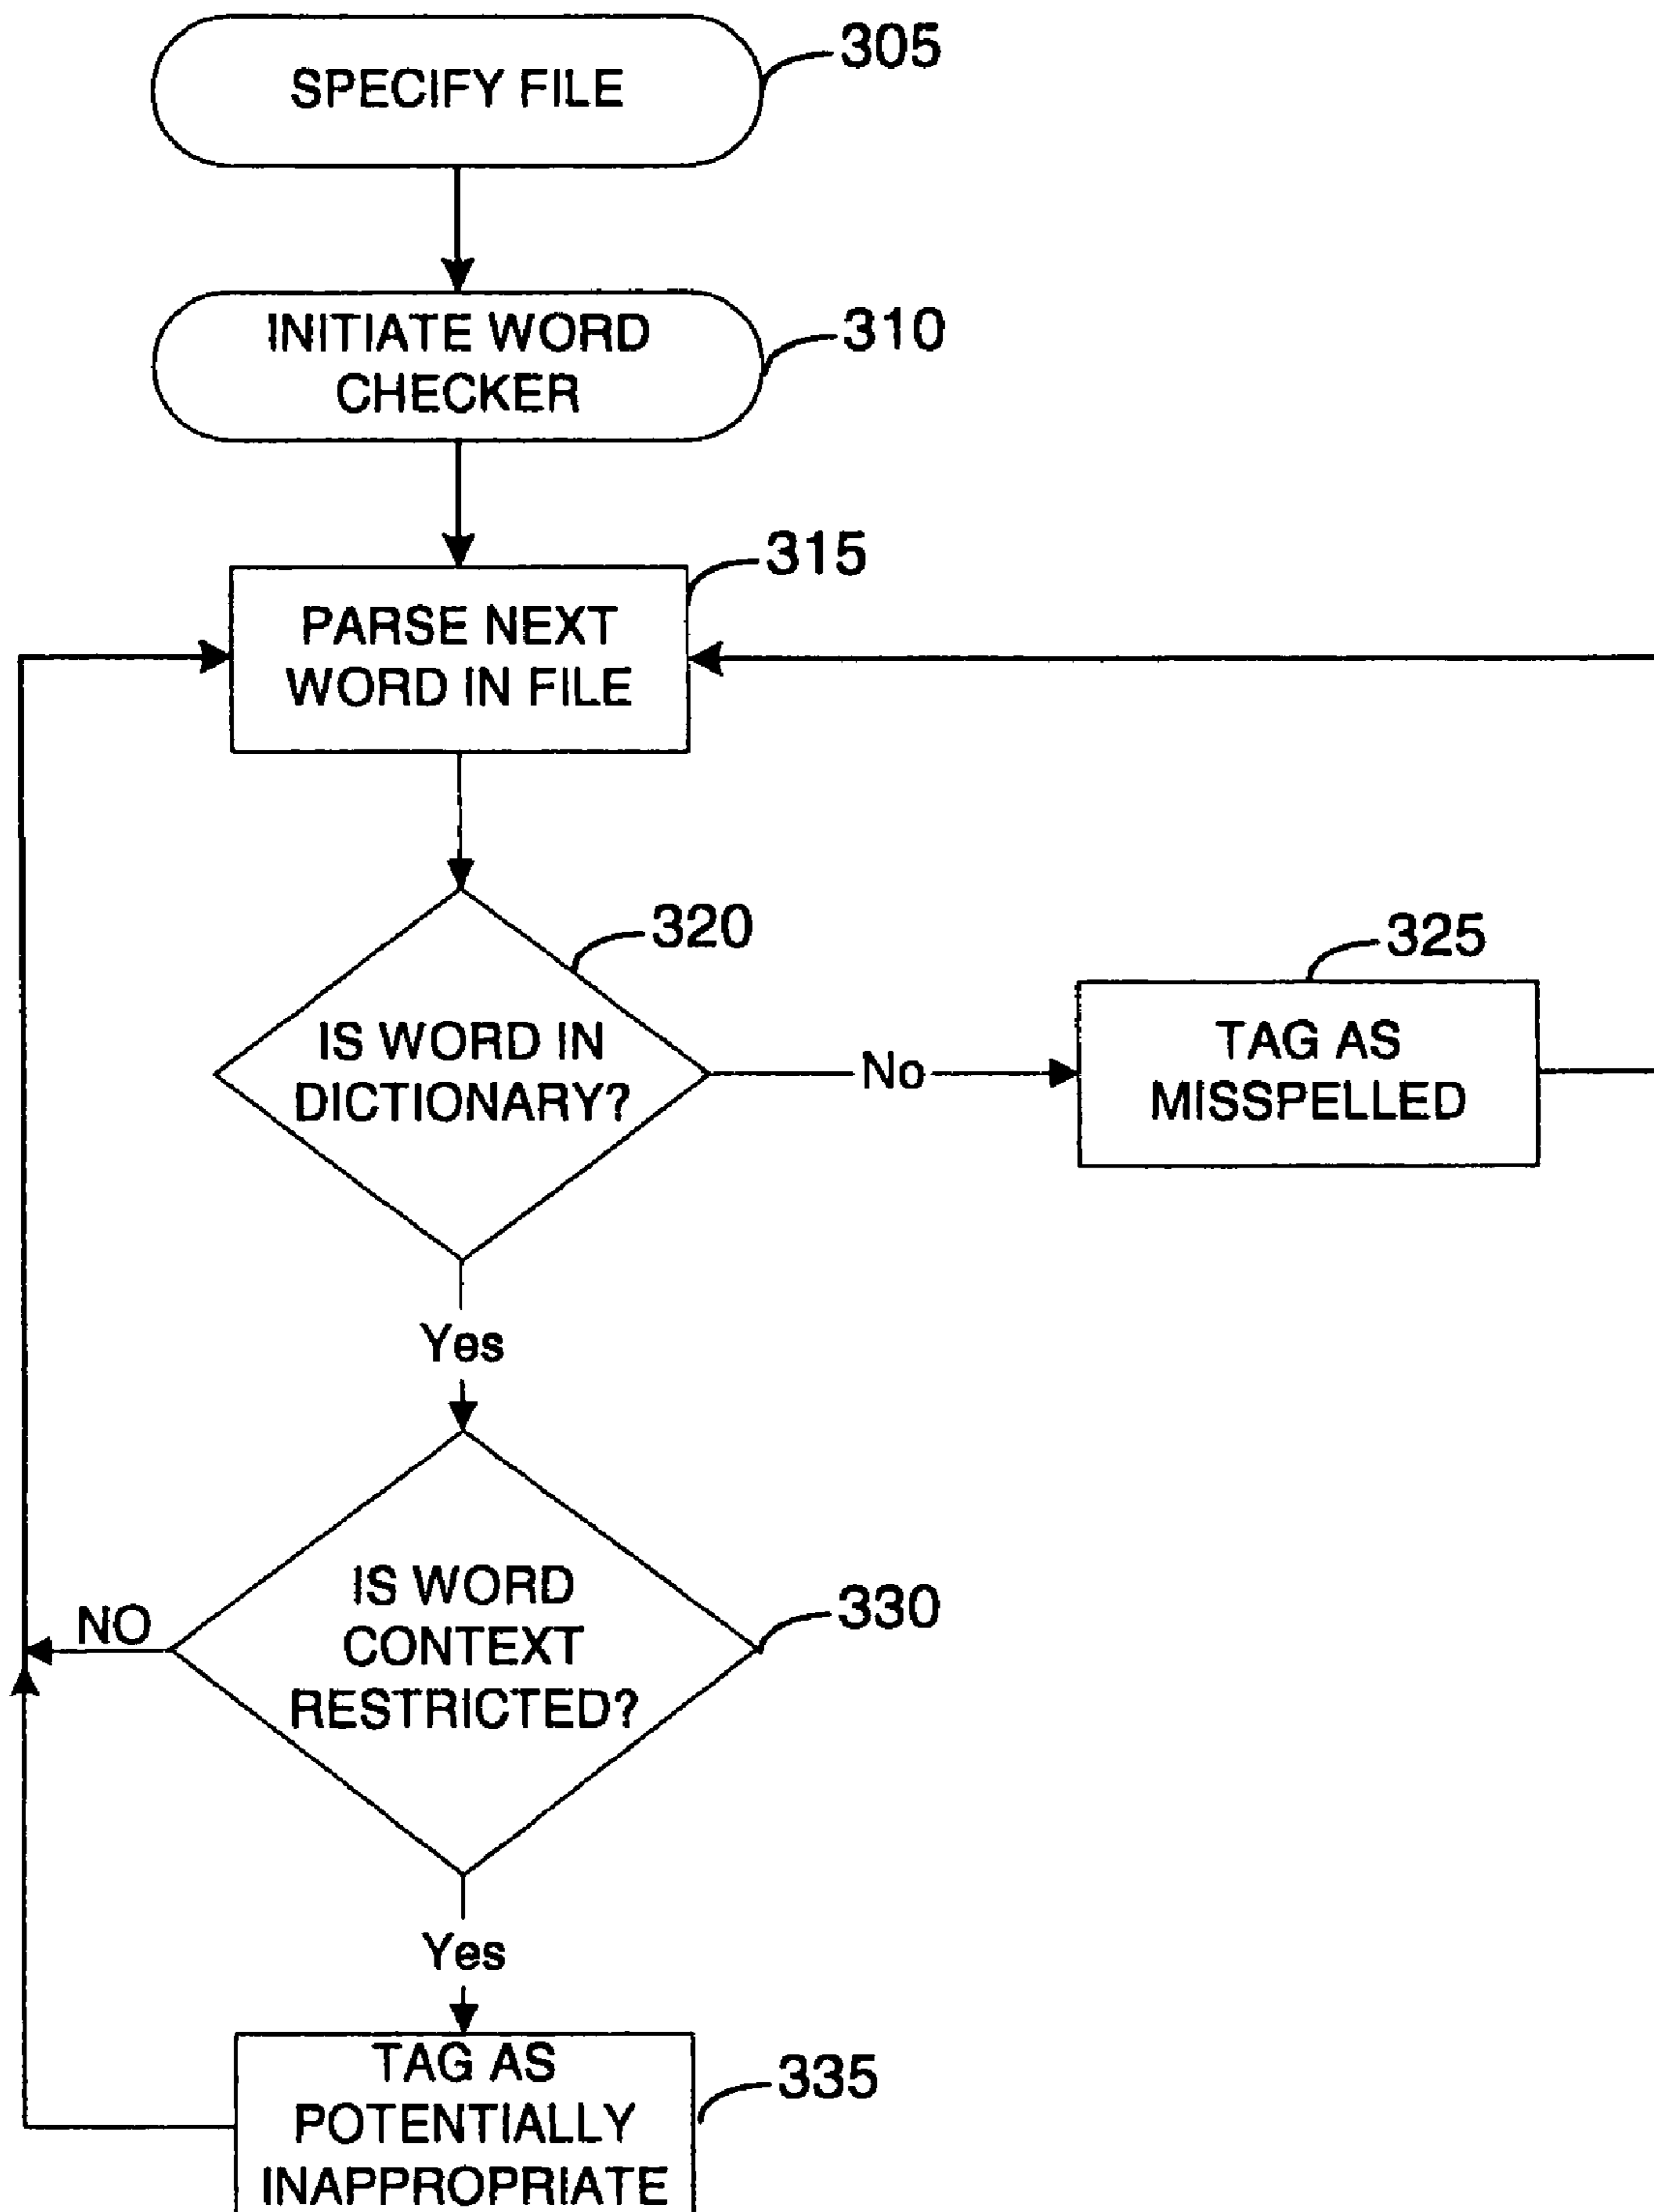 SPECIFY FILE
305
INITIATE WORD
CHECKER
310
PARSE NEXT
WORD IN FILE
315
IS WORD IN
DICTIONARY?
320
No
TAG AS
MISSPELLED
325
Yes
IS WORD
CONTEXT
RESTRICTED?
330
NO
Yes
TAG AS
POTENTIALLY
INAPPROPRIATE
335